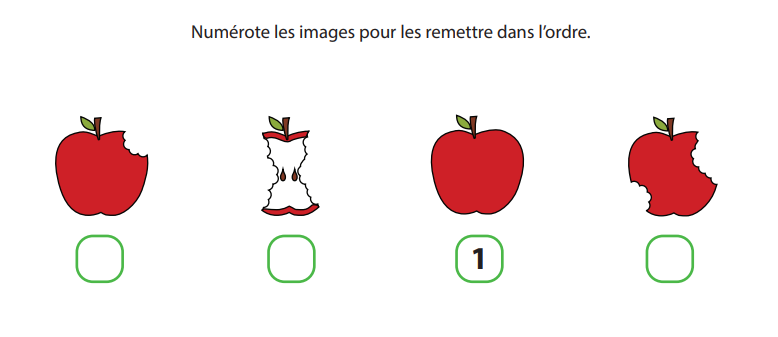 Numérote les images pour les remettre dans l’ordre.
1